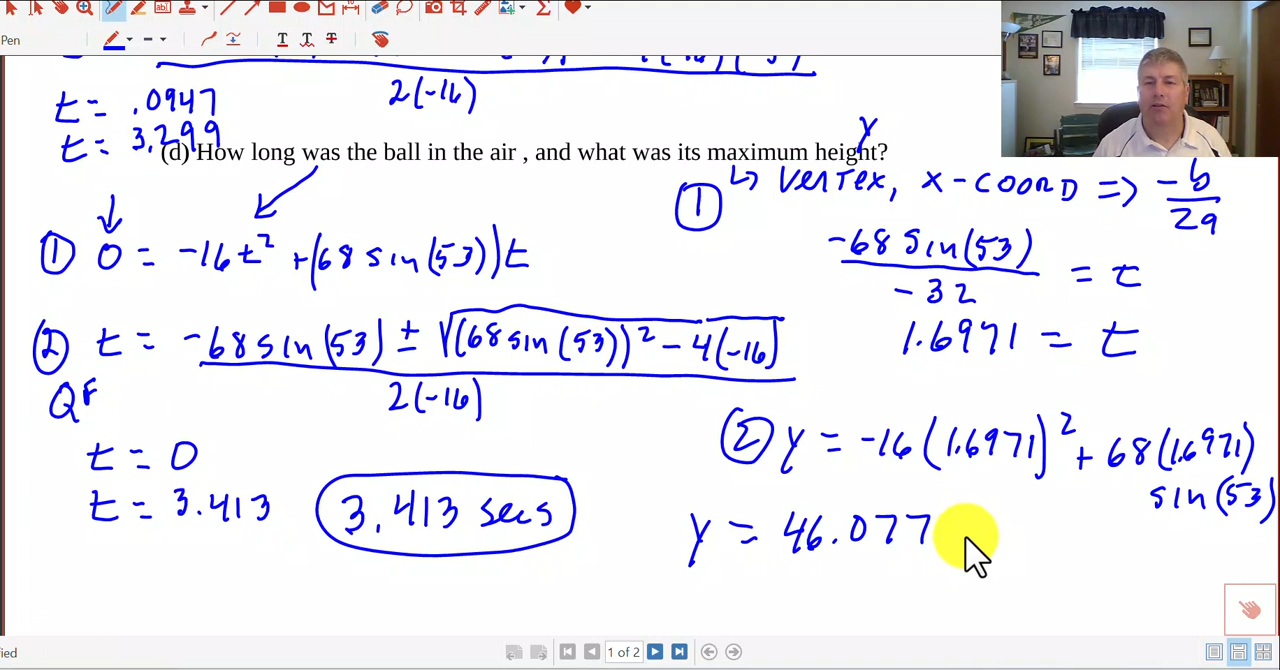 Pen
2(-16)
t = .0947
t = 3.299
(d) How long was the ball in the air , and what was its maximum height?
y
① ↳ vertex, x-coord => -b/2a
① 0 = -16t² + (68 sin(53))t
-68 sin(53)/-32 = t
② t = -68 sin(53) ± √(68 sin(53))² - 4(-16)
2(-16)
QF
1.6971 = t
t = 0
t = 3.413
3.413 secs
② y = -16(1.6971)² + 68(1.6971)
sin(53)
y = 46.077
1 of 2